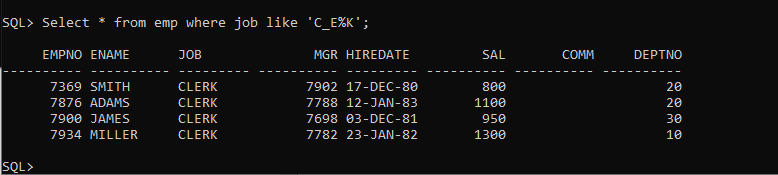 SQL> Select * from emp where job like 'C_E%K';
     EMPNO ENAME      JOB              MGR HIREDATE         SAL       COMM     DEPTNO
---------- ---------- --------- ---------- --------- ---------- ---------- ----------
      7369 SMITH      CLERK           7902 17-DEC-80        800                    20
      7876 ADAMS      CLERK           7788 12-JAN-83       1100                    20
      7900 JAMES      CLERK           7698 03-DEC-81        950                    30
      7934 MILLER     CLERK           7782 23-JAN-82       1300                    10
SQL>